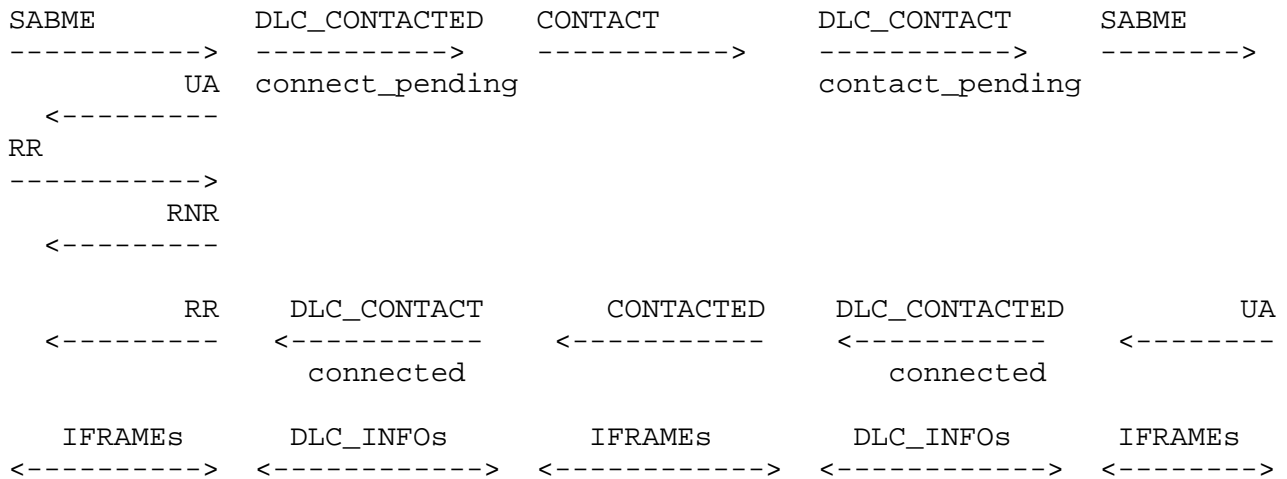 SABME DLC_CONTACTED CONTACT DLC_CONTACT SABME
-----------> -----------> -----------> -----------> -------->
UA connect_pending contact_pending
<---------
RR
----------->
RNR
<---------
RR DLC_CONTACT CONTACTED DLC_CONTACTED UA
<--------- <----------- <----------- <----------- <--------
connected connected
IFRAMEs DLC_INFOs IFRAMEs DLC_INFOs IFRAMEs
<----------> <------------> <------------> <------------> <-------->